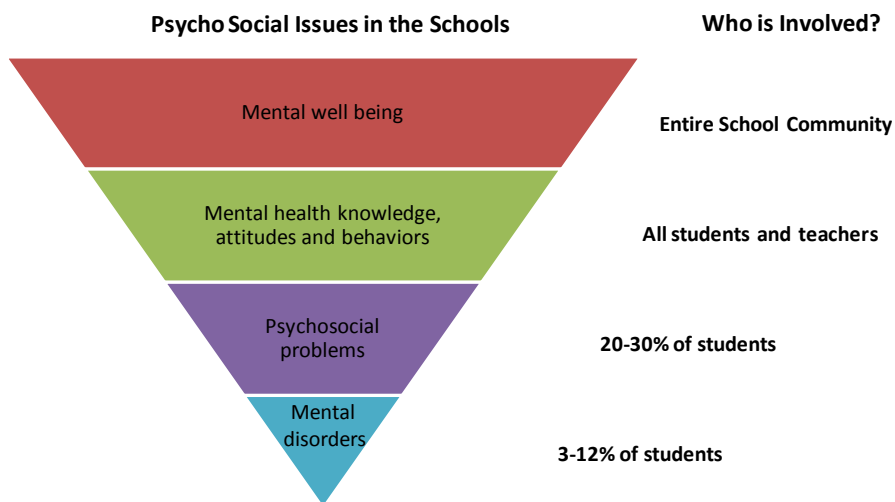 Psycho Social Issues in the Schools
Who is Involved?
Mental well being
Entire School Community
Mental health knowledge,
attitudes and behaviors
All students and teachers
Psychosocial
problems
20-30% of students
Mental
disorders
3-12% of students